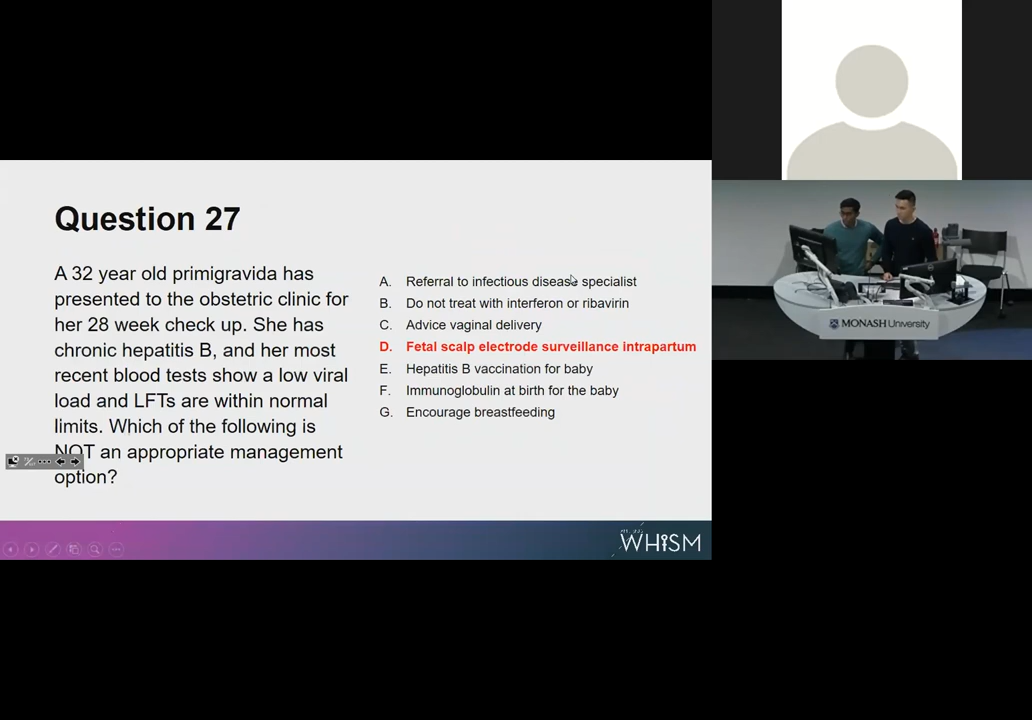 Question 27
A 32 year old primigravida has
presented to the obstetric clinic for
her 28 week check up. She has
chronic hepatitis B, and her most
recent blood tests show a low viral
load and LFTs are within normal
limits. Which of the following is
NOT an appropriate management
option?
A. Referral to infectious disease specialist
B. Do not treat with interferon or ribavirin
C. Advice vaginal delivery
D. Fetal scalp electrode surveillance intrapartum
E. Hepatitis B vaccination for baby
F. Immunoglobulin at birth for the baby
G. Encourage breastfeeding
MONASH University
WHISM